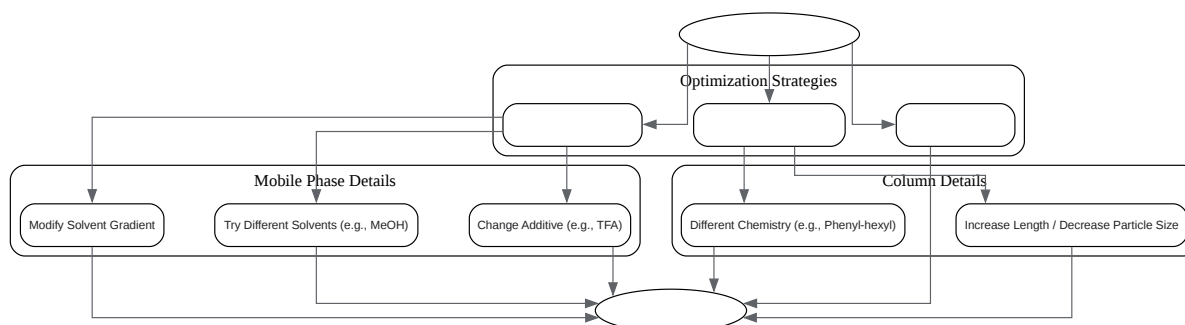 Optimization Strategies
Mobile Phase Details
Column Details
Modify Solvent Gradient
Try Different Solvents (e.g., MeOH)
Change Additive (e.g., TFA)
Different Chemistry (e.g., Phenyl-hexyl)
Increase Length / Decrease Particle Size